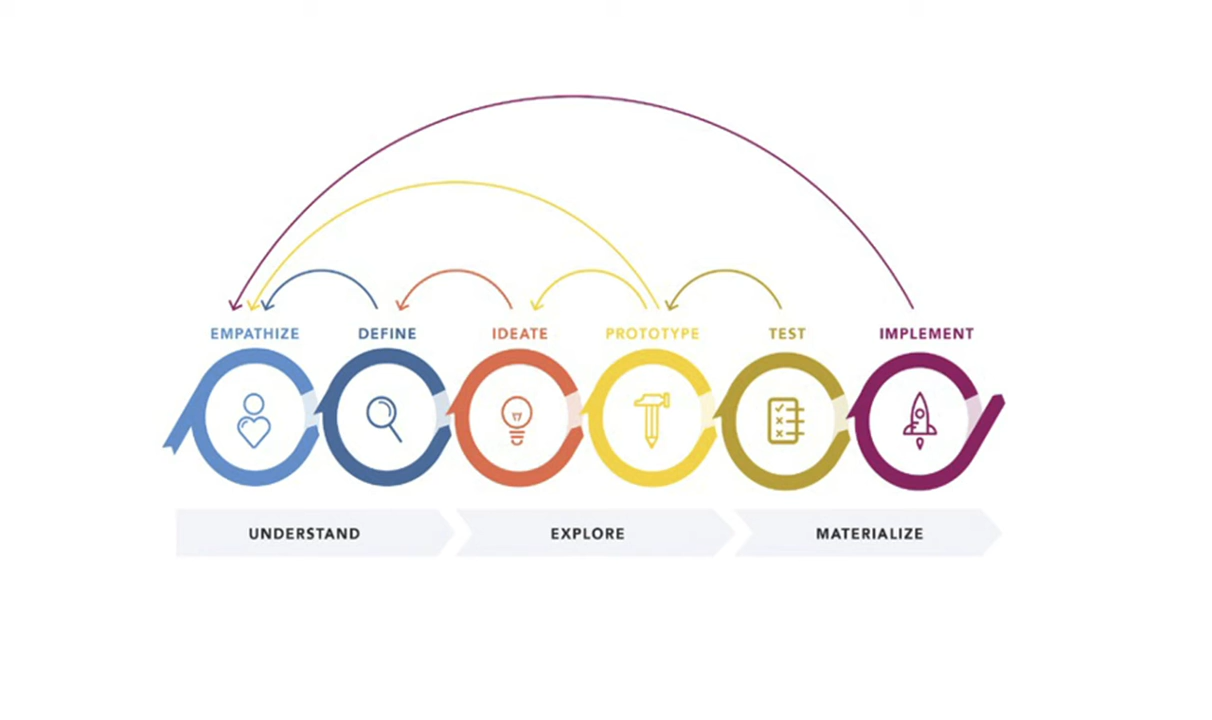 EMPATHIZE
DEFINE
IDEATE
PROTOTYPE
TEST
IMPLEMENT
UNDERSTAND
EXPLORE
MATERIALIZE